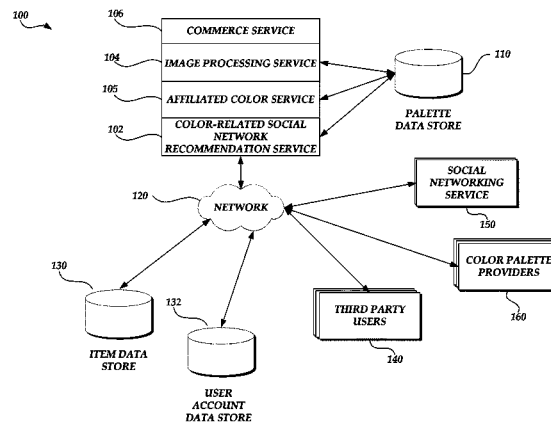 100
106
COMMERCE SERVICE
104
IMAGE PROCESSING SERVICE
105
AFFILIATED COLOR SERVICE
102
COLOR-RELATED SOCIAL
NETWORK
RECOMMENDATION SERVICE
110
PALETTE
DATA STORE
120
NETWORK
SOCIAL
NETWORKING
SERVICE
150
COLOR PALETTE
PROVIDERS
160
130
ITEM DATA
STORE
132
USER
ACCOUNT
DATA STORE
THIRD PARTY
USERS
140